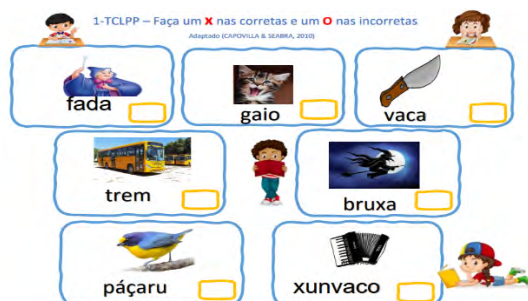 1-TCLPP – Faça um X nas corretas e um O nas incorretas
Adaptado (CAPOVILLA & SEABRA, 2010)
fada
gaio
vaca
trem
bruxa
páçaru
xunvaco